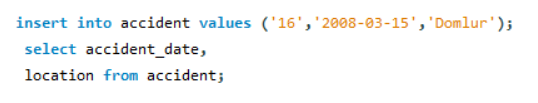 insert into accident values ('16','2008-03-15','Domlur');
select accident_date,
location from accident;